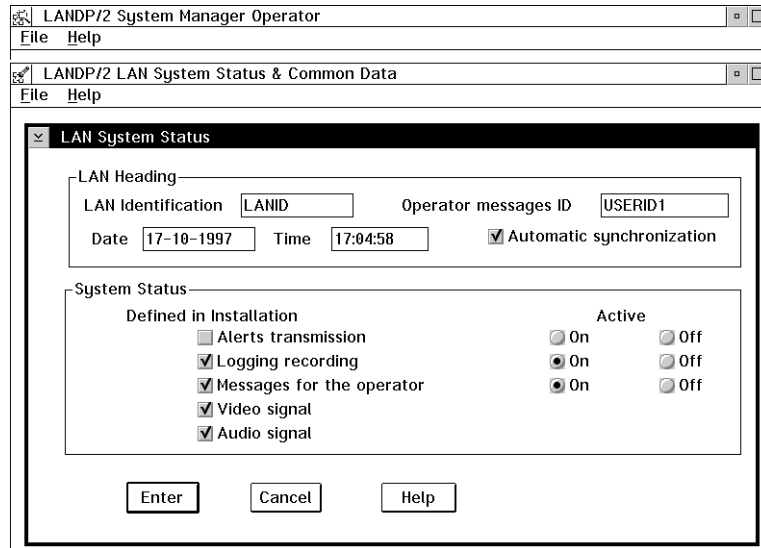 LANDP/2 System Manager Operator
File Help
LANDP/2 LAN System Status & Common Data
File Help
LAN System Status
LAN Heading
LAN Identification LANID Operator messages ID USERID1
Date 17-10-1997 Time 17:04:58 Automatic synchronization
System Status
Defined in Installation Active
Alerts transmission On Off
Logging recording On Off
Messages for the operator On Off
Video signal
Audio signal
Enter Cancel Help